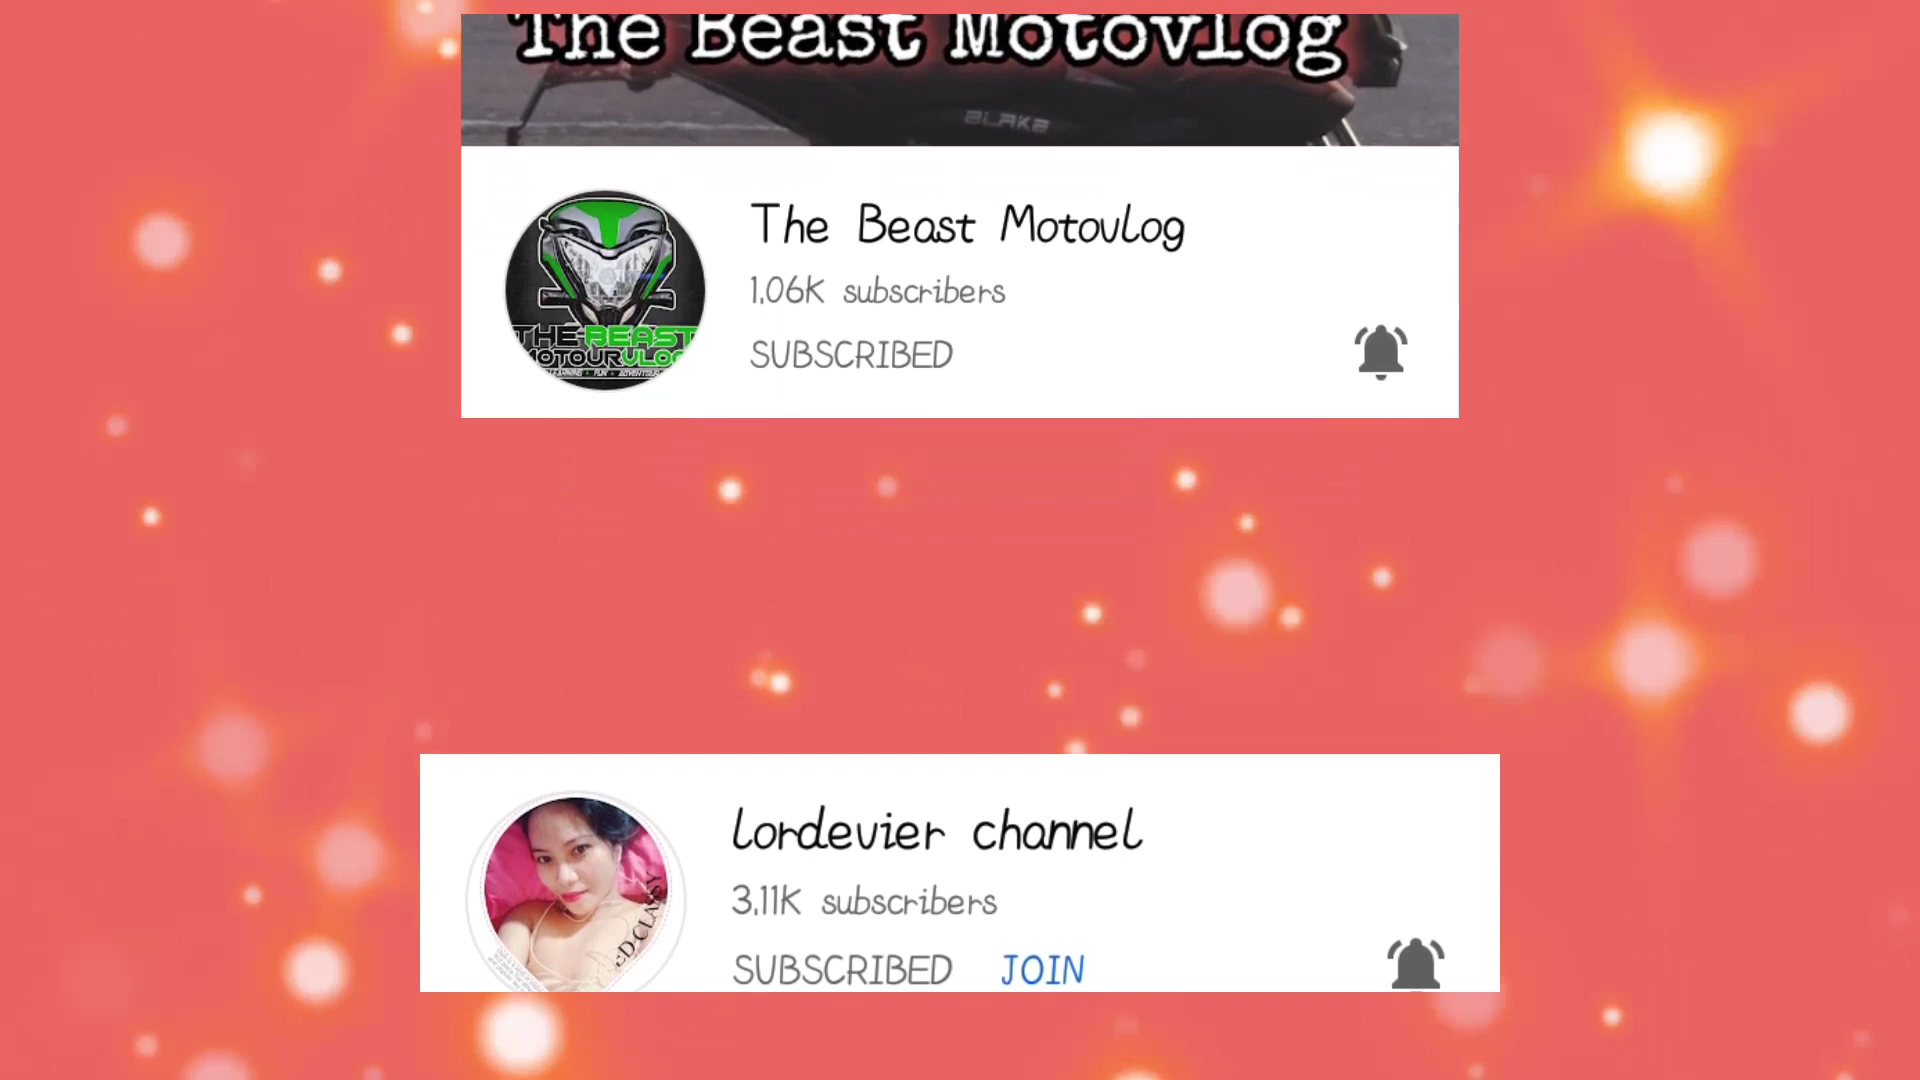 The Beast Motovlog
BLAKE
The Beast Motovlog
1.06K subscribers
SUBSCRIBED
THE BEAST
MOTOURVLOG
lordevier channel
3.11K subscribers
SUBSCRIBED JOIN